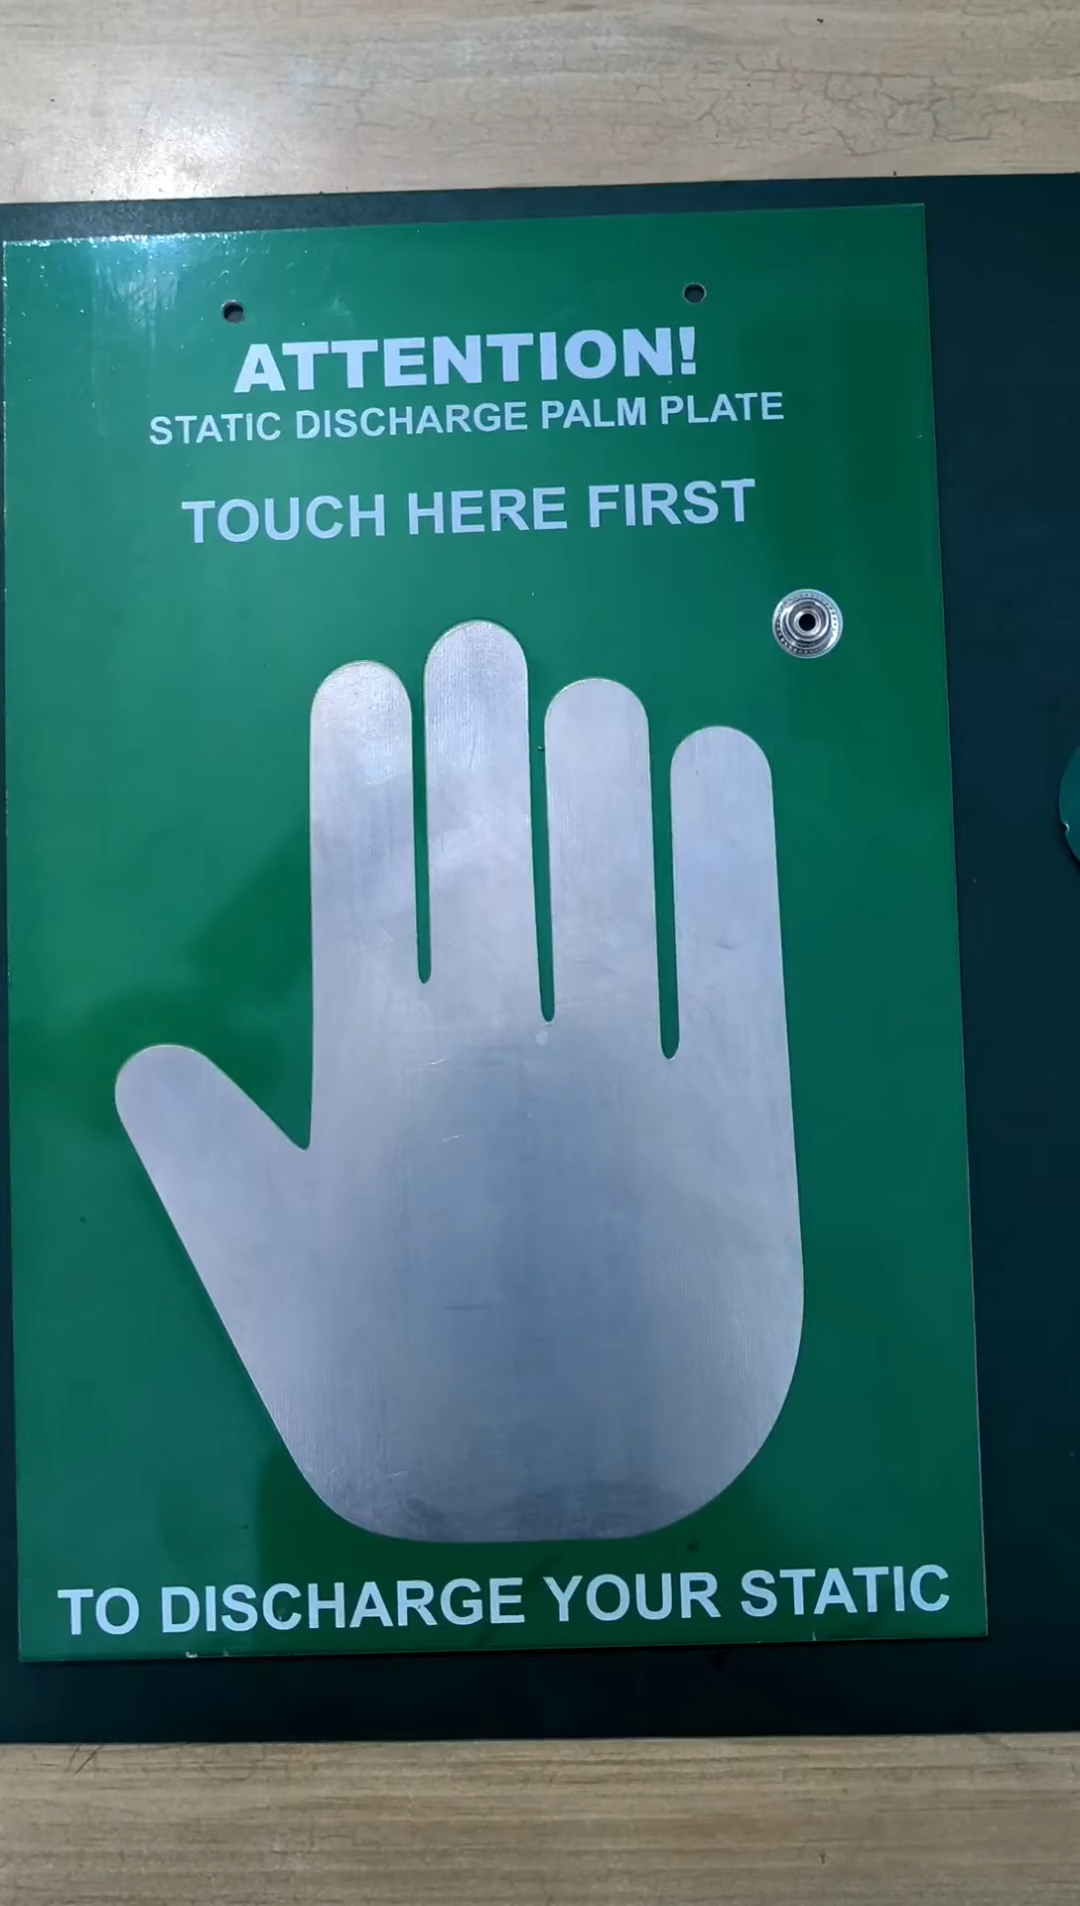 ATTENTION!
STATIC DISCHARGE PALM PLATE
TOUCH HERE FIRST
TO DISCHARGE YOUR STATIC